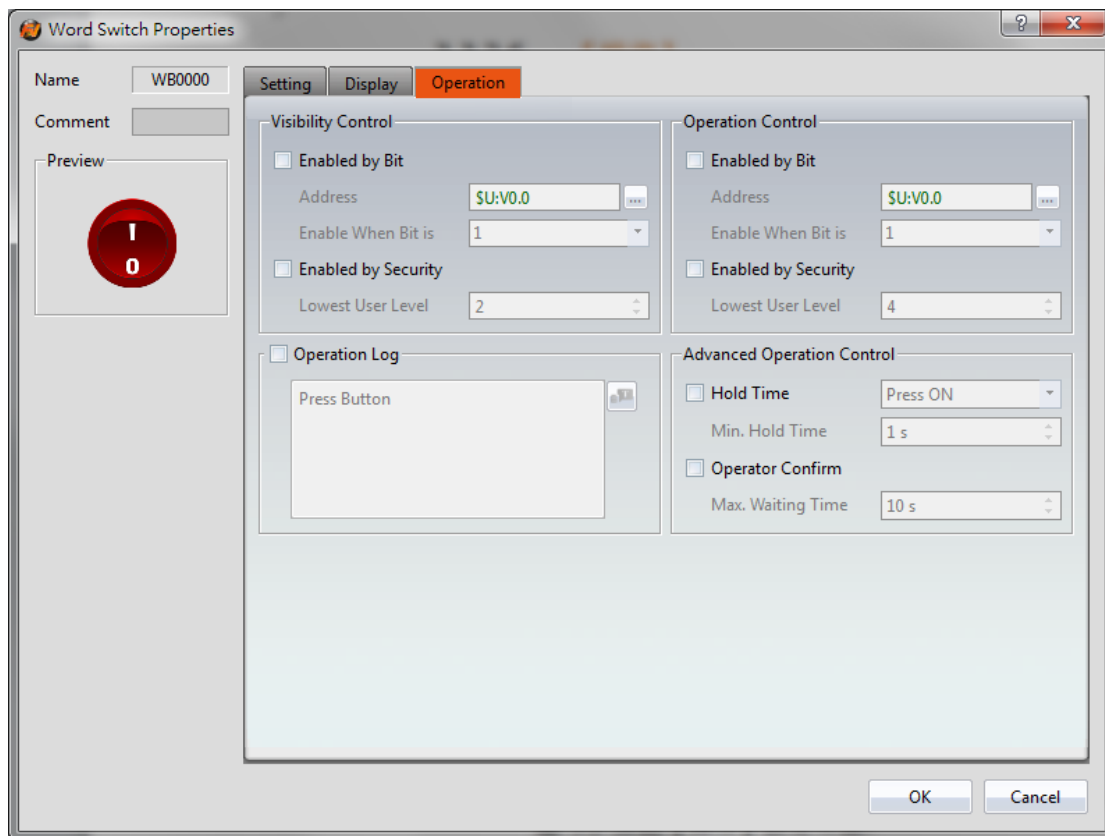 Word Switch Properties
Name WB0000
Comment
Preview
I
0
Setting Display Operation
Visibility Control
Enabled by Bit
Address $U:V0.0 ...
Enable When Bit is 1
Enabled by Security
Lowest User Level 2
Operation Control
Enabled by Bit
Address $U:V0.0 ...
Enable When Bit is 1
Enabled by Security
Lowest User Level 4
Operation Log
Press Button
Advanced Operation Control
Hold Time Press ON
Min. Hold Time 1 s
Operator Confirm
Max. Waiting Time 10 s
OK Cancel